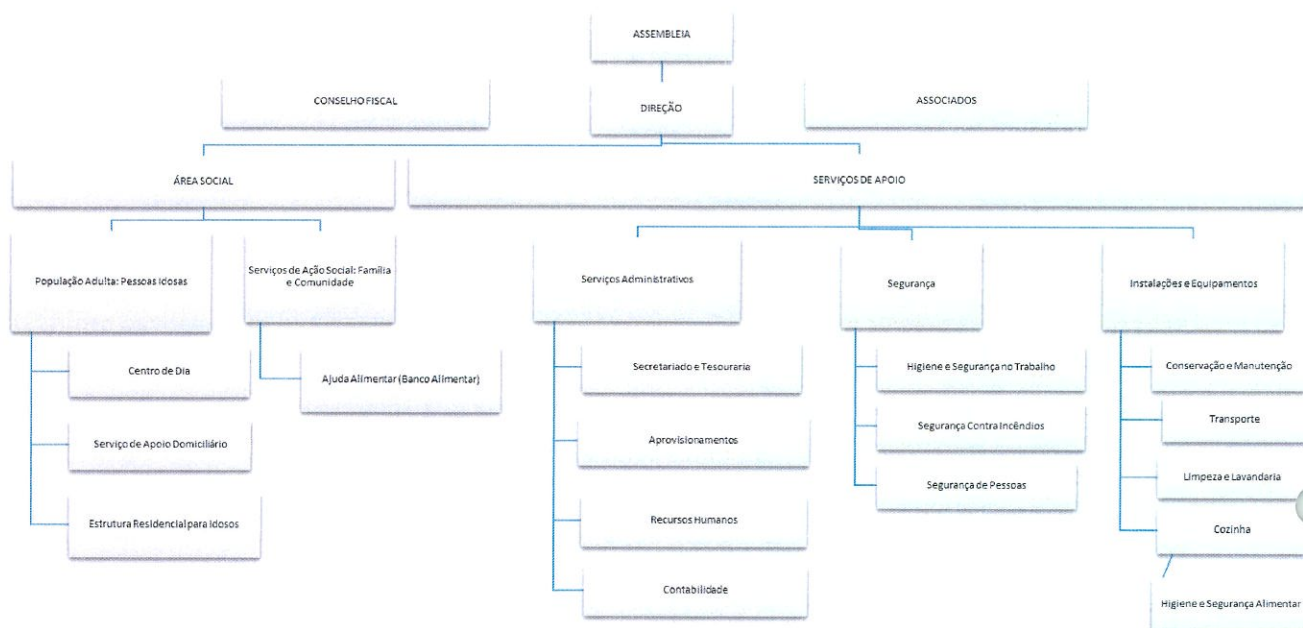 ASSEMBLEIA
CONSELHO FISCAL
DIREÇÃO
ASSOCIADOS
ÁREA SOCIAL
SERVIÇOS DE APOIO
População Adulta: Pessoas Idosas
Serviços de Ação Social: Família
e Comunidade
Serviços Administrativos
Segurança
Instalações e Equipamentos
Centro de Dia
Serviço de Apoio Domiciliário
Estrutura Residencial para Idosos
Ajuda Alimentar (Banco Alimentar)
Secretariado e Tesouraria
Aprovisionamentos
Recursos Humanos
Contabilidade
Higiene e Segurança no Trabalho
Segurança Contra Incêndios
Segurança de Pessoas
Conservação e Manutenção
Transporte
Limpeza e Lavandaria
Cozinha
Higiene e Segurança Alimentar